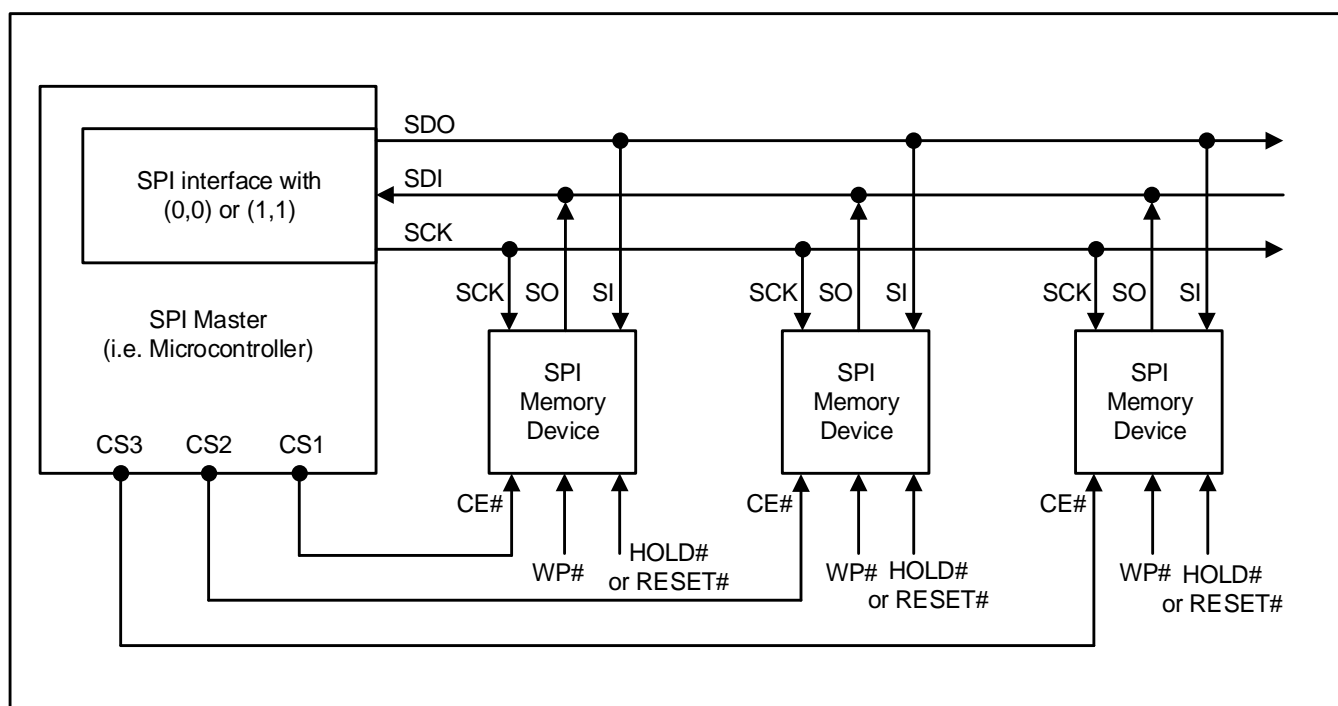 SDO
SPI interface with
(0,0) or (1,1)
SDI
SCK
SPI Master
(i.e. Microcontroller)
SCK SO SI
SCK SO SI
SCK SO SI
SPI
Memory
Device
SPI
Memory
Device
SPI
Memory
Device
CS3 CS2 CS1
CE#
WP#
HOLD#
or RESET#
CE#
WP#
HOLD#
or RESET#
CE#
WP#
HOLD#
or RESET#